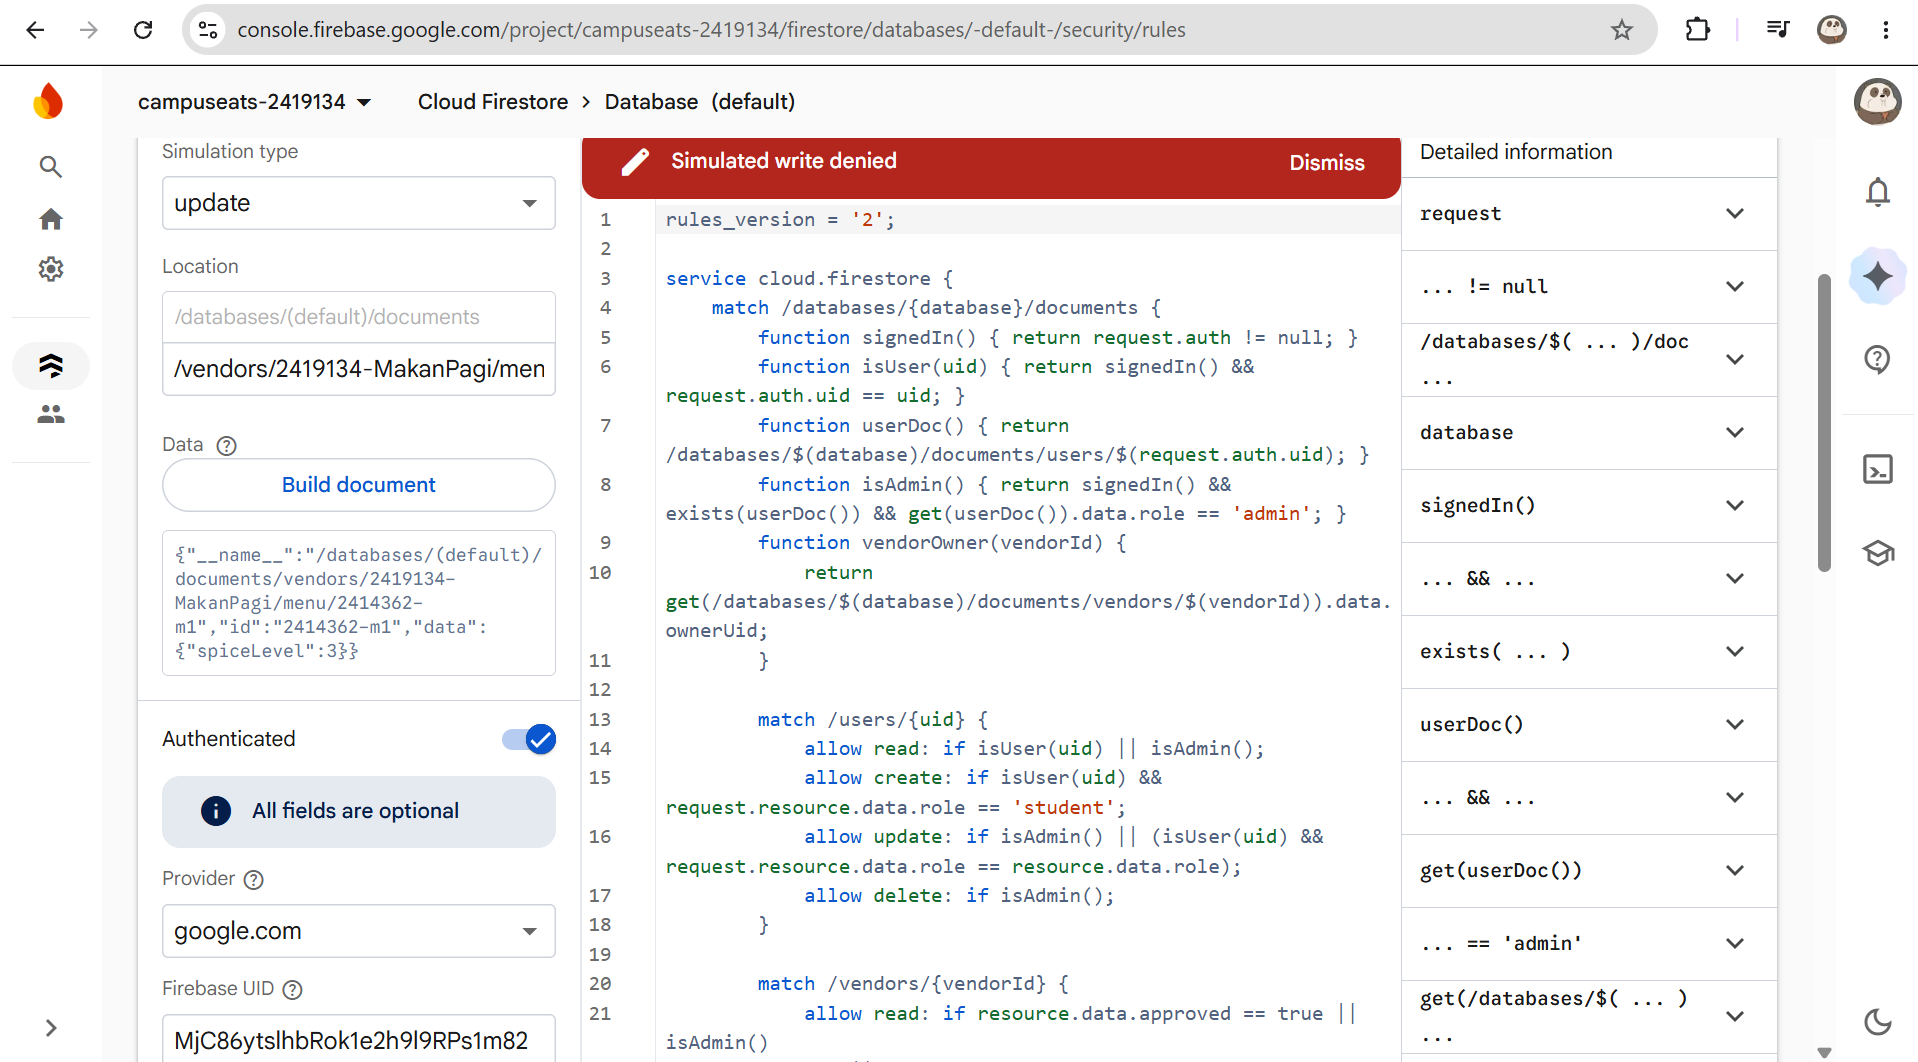 console.firebase.google.com/project/campuseats-2419134/firestore/databases/-default-/security/rules
campuseats-2419134
Cloud Firestore > Database (default)
Simulation type
update
Location
/databases/(default)/documents
/vendors/2419134-MakanPagi/men
Data
Build document
{"__name__":"/databases/(default)/
documents/vendors/2419134-
MakanPagi/menu/2414362-
m1","id":"2414362-m1","data":
{"spiceLevel":3}}
Authenticated
All fields are optional
Provider
google.com
Firebase UID
MjC86ytslhbRok1e2h9l9RPs1m82
Simulated write denied
Dismiss
1 rules_version = '2';
2
3 service cloud.firestore {
4 match /databases/{database}/documents {
5 function signedIn() { return request.auth != null; }
6 function isUser(uid) { return signedIn() &&
request.auth.uid == uid; }
7 function userDoc() { return
/databases/$(database)/documents/users/$(request.auth.uid); }
8 function isAdmin() { return signedIn() &&
exists(userDoc()) && get(userDoc()).data.role == 'admin'; }
9 function vendorOwner(vendorId) {
10 return
get(/databases/$(database)/documents/vendors/$(vendorId)).data.
ownerUid;
11 }
12
13 match /users/{uid} {
14 allow read: if isUser(uid) || isAdmin();
15 allow create: if isUser(uid) &&
request.resource.data.role == 'student';
16 allow update: if isAdmin() || (isUser(uid) &&
request.resource.data.role == resource.data.role);
17 allow delete: if isAdmin();
18 }
19
20 match /vendors/{vendorId} {
21 allow read: if resource.data.approved == true ||
isAdmin()
Detailed information
request
... != null
/databases/$( ... )/doc
...
database
signedIn()
... && ...
exists( ... )
userDoc()
... && ...
get(userDoc())
... == 'admin'
get(/databases/$( ... )
...